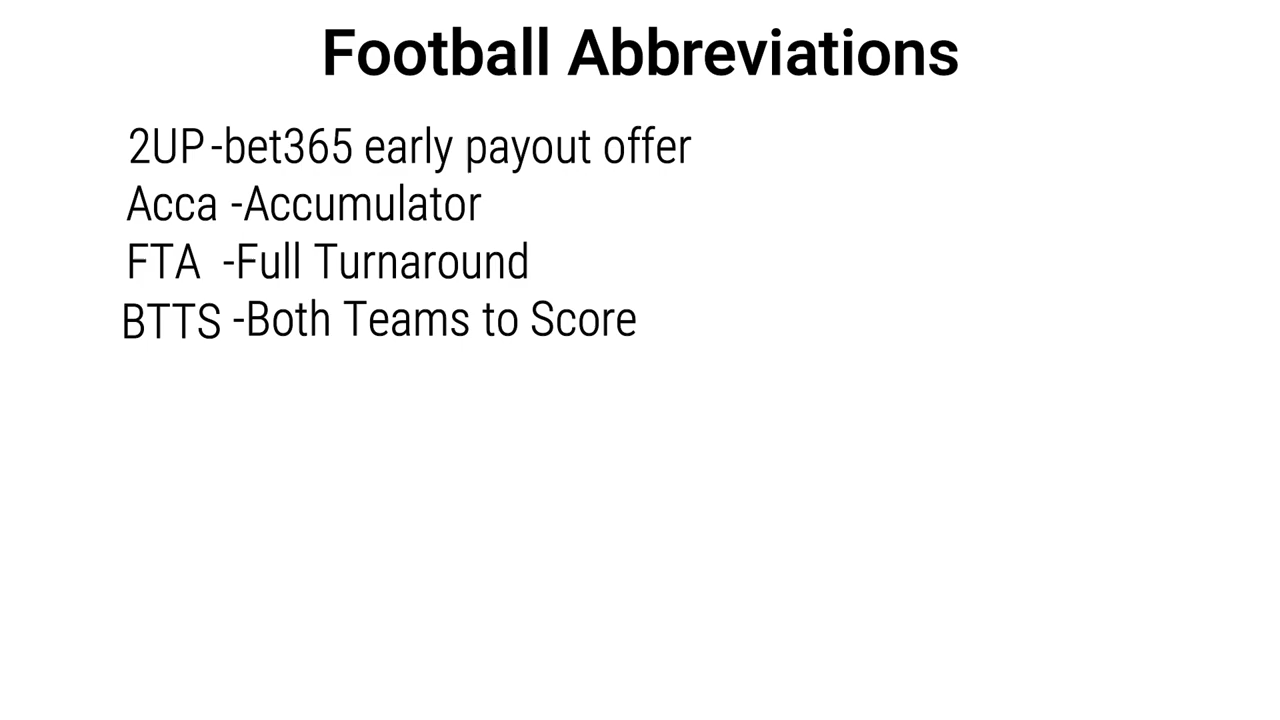 Football Abbreviations
2UP -bet365 early payout offer
Acca -Accumulator
FTA -Full Turnaround
BTTS -Both Teams to Score